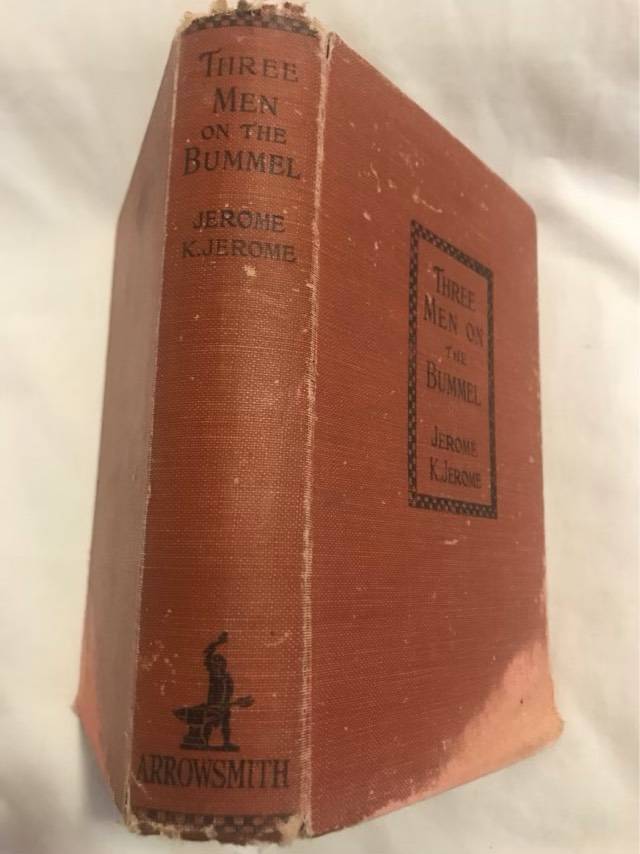 THREE
MEN
ON THE
BUMMEL
JEROME
K.JEROME
ARROWSMITH
THREE
MEN ON
THE
BUMMEL
JEROME
K.JEROME